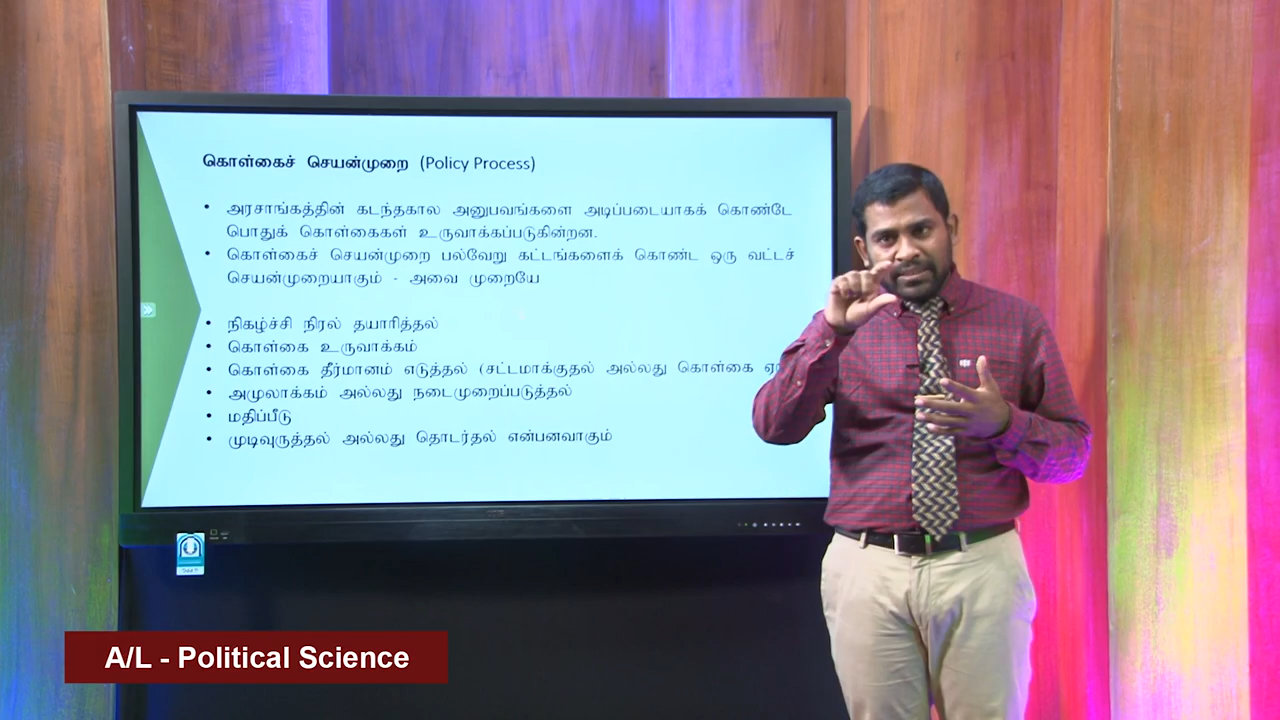 கொள்கைச் செயன்முறை (Policy Process)
• அரசாங்கத்தின் கடந்தகால அனுபவங்களை அடிப்படையாகக் கொண்டே
பொதுக் கொள்கைகள் உருவாக்கப்படுகின்றன.
• கொள்கைச் செயன்முறை பல்வேறு கட்டங்களைக் கொண்ட ஒரு வட்டச்
செயன்முறையாகும் - அவை முறையே
• நிகழ்ச்சி நிரல் தயாரித்தல்
• கொள்கை உருவாக்கம்
• கொள்கை தீர்மானம் எடுத்தல் (சட்டமாக்குதல் அல்லது கொள்கை
• அமுலாக்கம் அல்லது நடைமுறைப்படுத்தல்
• மதிப்பீடு
• முடிவுருத்தல் அல்லது தொடர்தல் என்பனவாகும்
A/L - Political Science